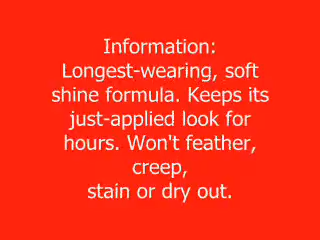 Information:
Longest-wearing, soft
shine formula. Keeps its
just-applied look for
hours. Won't feather,
creep,
stain or dry out.